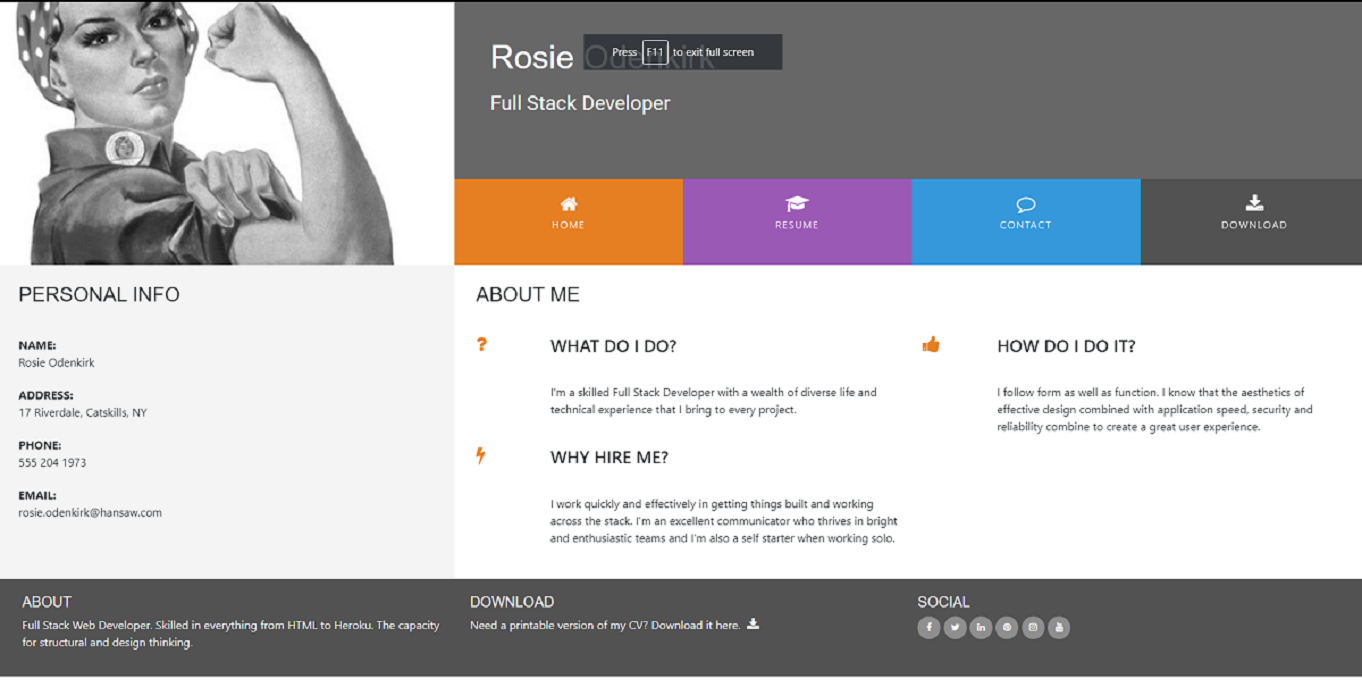 Rosie Odenkirk
Press F11 to exit full screen
Full Stack Developer
HOME
RESUME
CONTACT
DOWNLOAD
PERSONAL INFO
NAME:
Rosie Odenkirk
ADDRESS:
17 Riverdale, Catskills, NY
PHONE:
555 204 1973
EMAIL:
rosie.odenkirk@hansaw.com
ABOUT ME
WHAT DO I DO?
I'm a skilled Full Stack Developer with a wealth of diverse life and
technical experience that I bring to every project.
HOW DO I DO IT?
I follow form as well as function. I know that the aesthetics of
effective design combined with application speed, security and
reliability combine to create a great user experience.
WHY HIRE ME?
I work quickly and effectively in getting things built and working
across the stack. I'm an excellent communicator who thrives in bright
and enthusiastic teams and I'm also a self starter when working solo.
ABOUT
Full Stack Web Developer. Skilled in everything from HTML to Heroku. The capacity
for structural and design thinking.
DOWNLOAD
Need a printable version of my CV? Download it here.
SOCIAL